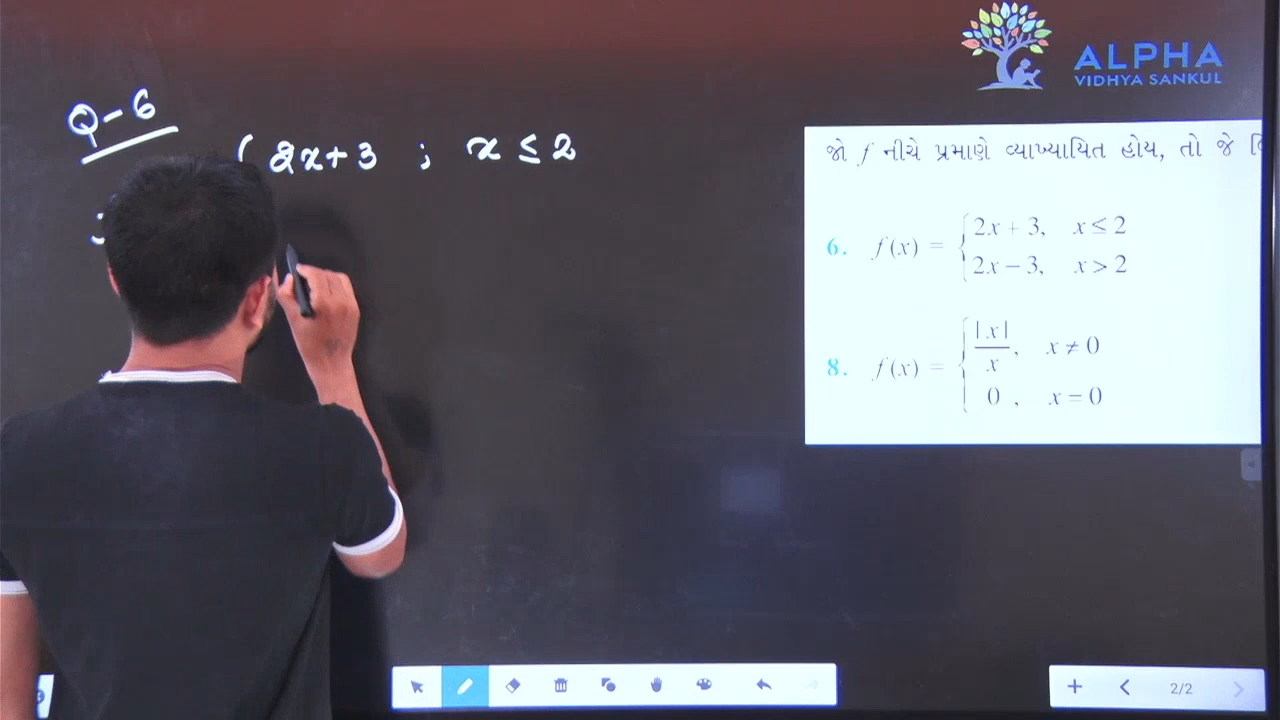 ALPHA
VIDHYA SANKUL
Q-6
2x+3 ; x ≤ 2
જો f નીચે પ્રમાણે વ્યાખ્યાયિત હોય, તો જે
6. f(x) = { 2x + 3, x ≤ 2
2x − 3, x > 2
8. f(x) = { |x|/x, x ≠ 0
0, x = 0
2/2